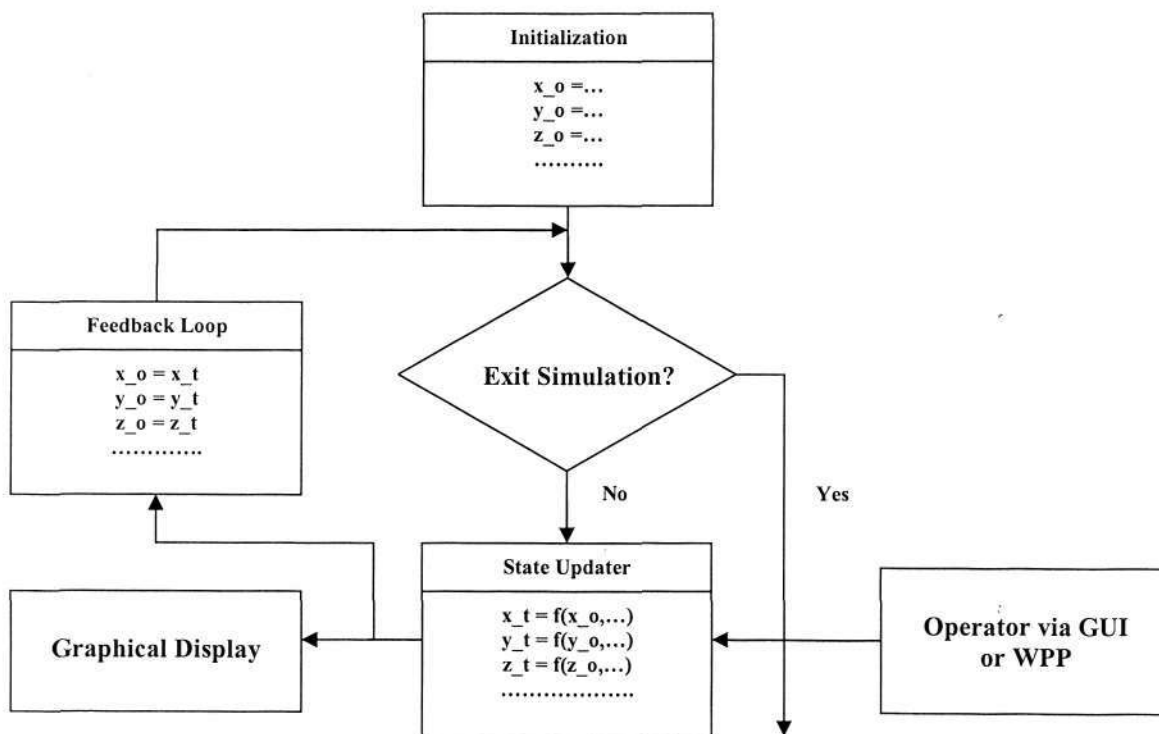 Initialization
x_o =…
y_o =…
z_o =…
……….
Feedback Loop
x_o = x_t
y_o = y_t
z_o = z_t
………….
Exit Simulation?
No
Yes
State Updater
x_t = f(x_o,…)
y_t = f(y_o,…)
z_t = f(z_o,…)
……………….
Graphical Display
Operator via GUI
or WPP